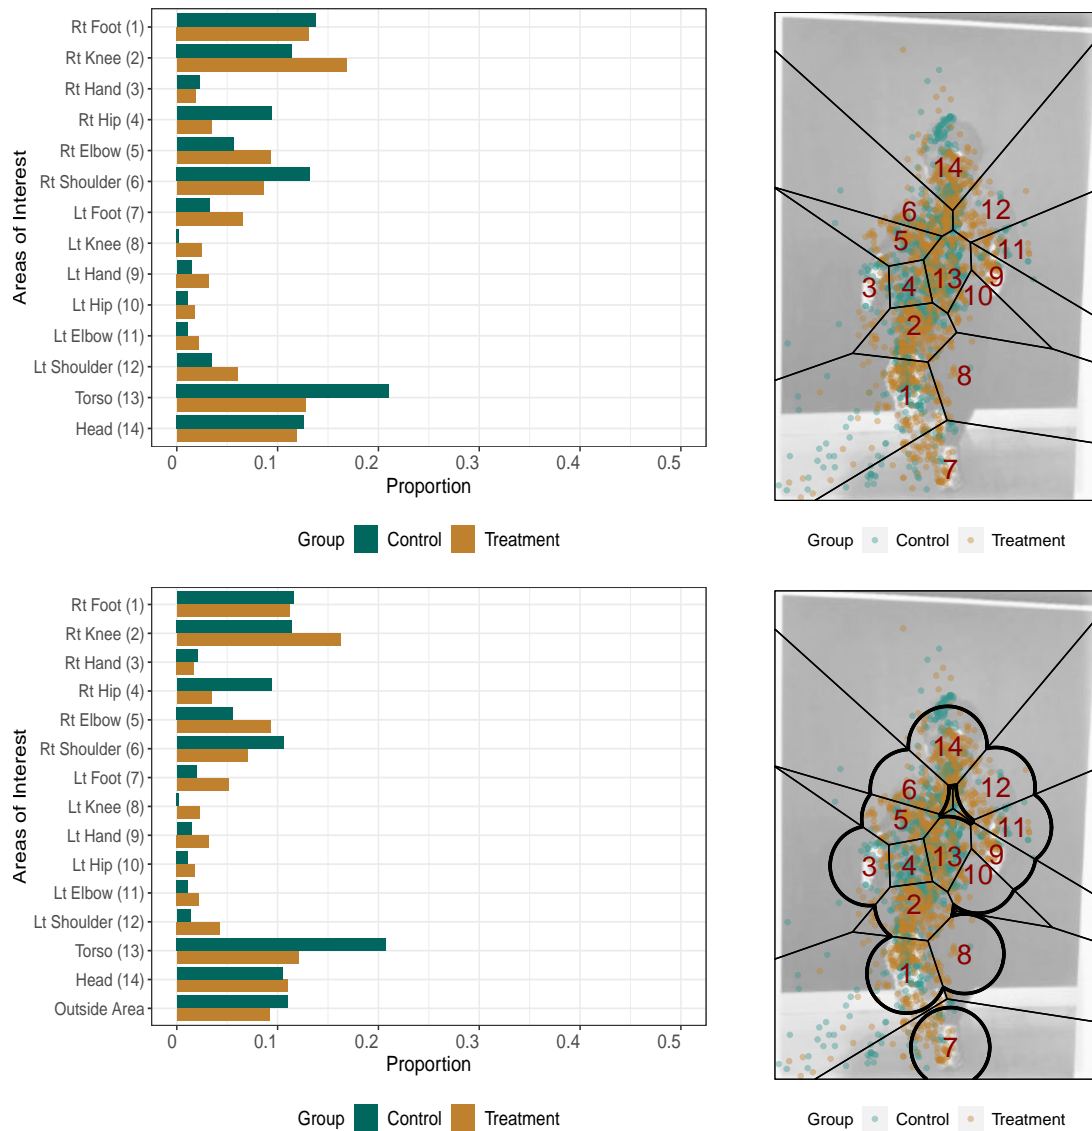 Areas of Interest
Rt Foot (1)
Rt Knee (2)
Rt Hand (3)
Rt Hip (4)
Rt Elbow (5)
Rt Shoulder (6)
Lt Foot (7)
Lt Knee (8)
Lt Hand (9)
Lt Hip (10)
Lt Elbow (11)
Lt Shoulder (12)
Torso (13)
Head (14)
0 0.1 0.2 0.3 0.4 0.5
Proportion
Group Control Treatment
14
6 12
5 11
3 4 13 9
10
2
8
1
7
Group Control Treatment
Areas of Interest
Rt Foot (1)
Rt Knee (2)
Rt Hand (3)
Rt Hip (4)
Rt Elbow (5)
Rt Shoulder (6)
Lt Foot (7)
Lt Knee (8)
Lt Hand (9)
Lt Hip (10)
Lt Elbow (11)
Lt Shoulder (12)
Torso (13)
Head (14)
Outside Area
0 0.1 0.2 0.3 0.4 0.5
Proportion
Group Control Treatment
14
6 12
5 11
3 4 13 9
10
2
8
1
7
Group Control Treatment